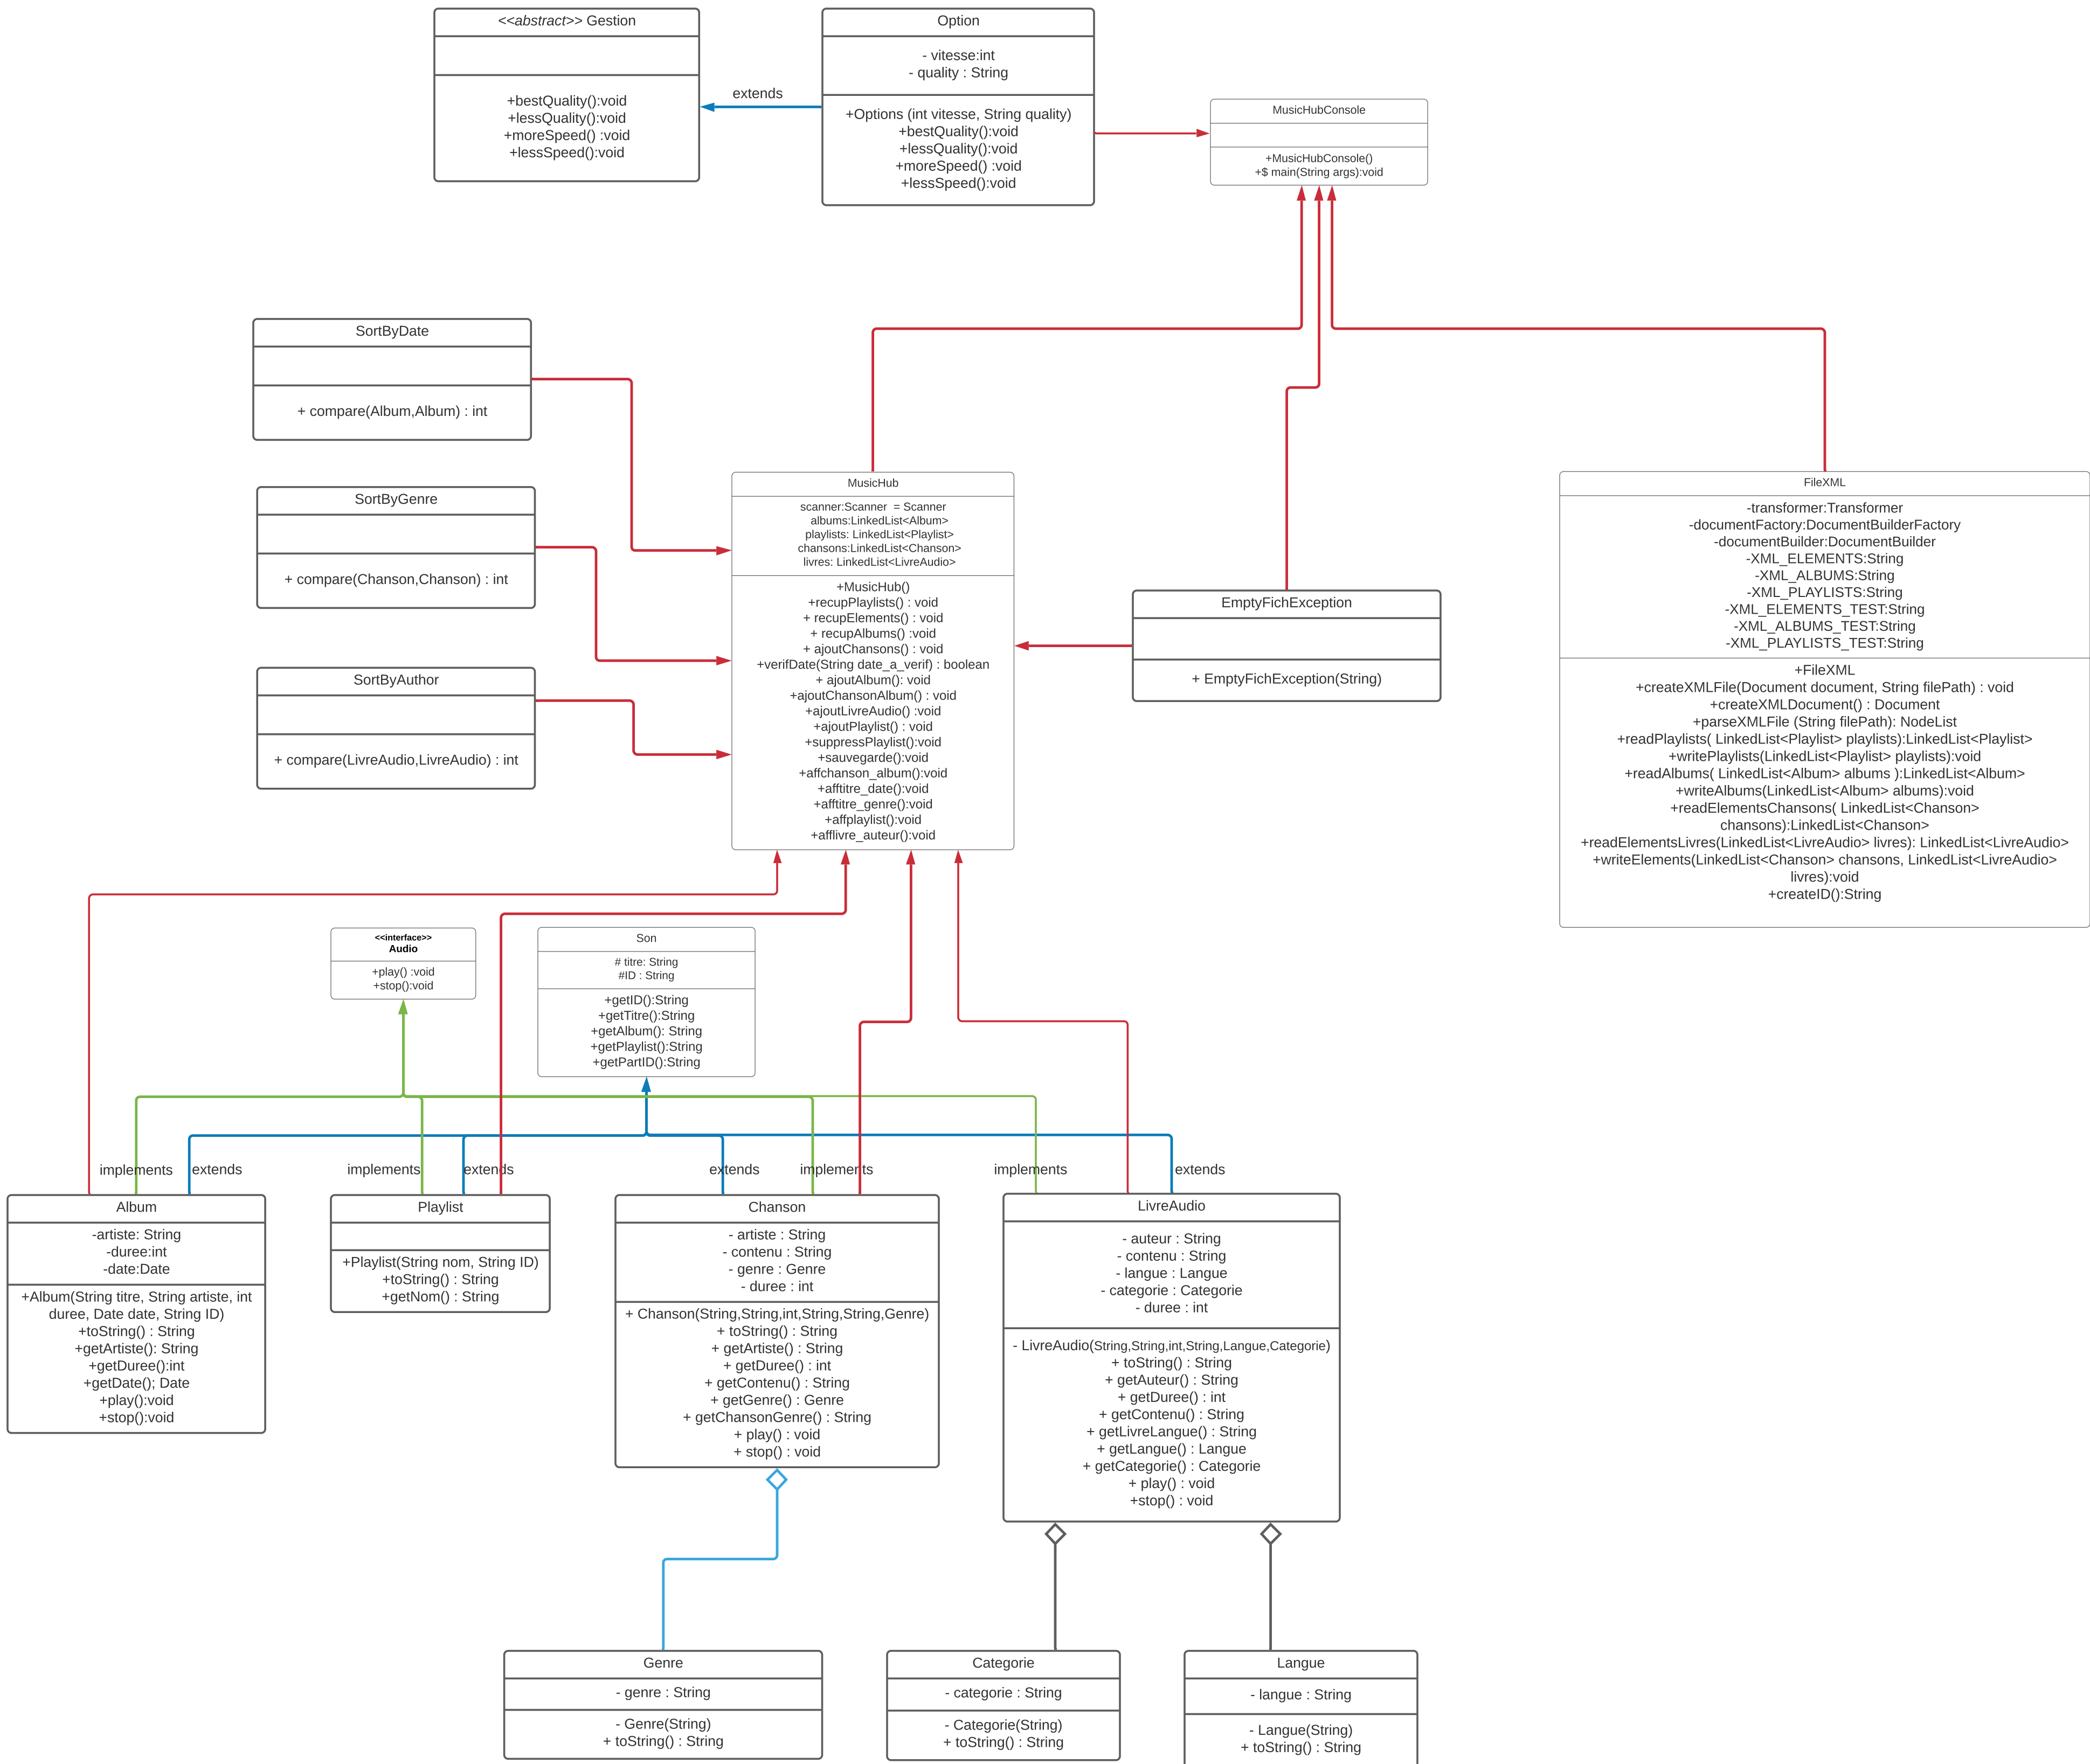 <<abstract>> Gestion
+bestQuality():void
+lessQuality():void
+moreSpeed() :void
+lessSpeed():void
extends
Option
- vitesse:int
- quality : String
+Options (int vitesse, String quality)
+bestQuality():void
+lessQuality():void
+moreSpeed() :void
+lessSpeed():void
MusicHubConsole
+MusicHubConsole()
+$ main(String args):void
SortByDate
+ compare(Album,Album) : int
SortByGenre
+ compare(Chanson,Chanson) : int
SortByAuthor
+ compare(LivreAudio,LivreAudio) : int
MusicHub
scanner:Scanner = Scanner
albums:LinkedList<Album>
playlists: LinkedList<Playlist>
chansons:LinkedList<Chanson>
livres: LinkedList<LivreAudio>
+MusicHub()
+recupPlaylists() : void
+ recupElements() : void
+ recupAlbums() :void
+ ajoutChansons() : void
+verifDate(String date_a_verif) : boolean
+ ajoutAlbum(): void
+ajoutChansonAlbum() : void
+ajoutLivreAudio() :void
+ajoutPlaylist() : void
+suppressPlaylist():void
+sauvegarde():void
+affchanson_album():void
+afftitre_date():void
+afftitre_genre():void
+affplaylist():void
+afflivre_auteur():void
EmptyFichException
+ EmptyFichException(String)
FileXML
-transformer:Transformer
-documentFactory:DocumentBuilderFactory
-documentBuilder:DocumentBuilder
-XML_ELEMENTS:String
-XML_ALBUMS:String
-XML_PLAYLISTS:String
-XML_ELEMENTS_TEST:String
-XML_ALBUMS_TEST:String
-XML_PLAYLISTS_TEST:String
+FileXML
+createXMLFile(Document document, String filePath) : void
+createXMLDocument() : Document
+parseXMLFile (String filePath): NodeList
+readPlaylists( LinkedList<Playlist> playlists):LinkedList<Playlist>
+writePlaylists(LinkedList<Playlist> playlists):void
+readAlbums( LinkedList<Album> albums ):LinkedList<Album>
+writeAlbums(LinkedList<Album> albums):void
+readElementsChansons( LinkedList<Chanson>
chansons):LinkedList<Chanson>
+readElementsLivres(LinkedList<LivreAudio> livres): LinkedList<LivreAudio>
+writeElements(LinkedList<Chanson> chansons, LinkedList<LivreAudio>
livres):void
+createID():String
<<interface>>
Audio
+play() :void
+stop():void
Son
# titre: String
#ID : String
+getID():String
+getTitre():String
+getAlbum(): String
+getPlaylist():String
+getPartID():String
implements
extends
implements
extends
extends
implements
implements
extends
Album
-artiste: String
-duree:int
-date:Date
+Album(String titre, String artiste, int
duree, Date date, String ID)
+toString() : String
+getArtiste(): String
+getDuree():int
+getDate(); Date
+play():void
+stop():void
Playlist
+Playlist(String nom, String ID)
+toString() : String
+getNom() : String
Chanson
- artiste : String
- contenu : String
- genre : Genre
- duree : int
+ Chanson(String,String,int,String,String,Genre)
+ toString() : String
+ getArtiste() : String
+ getDuree() : int
+ getContenu() : String
+ getGenre() : Genre
+ getChansonGenre() : String
+ play() : void
+ stop() : void
LivreAudio
- auteur : String
- contenu : String
- langue : Langue
- categorie : Categorie
- duree : int
- LivreAudio(String,String,int,String,Langue,Categorie)
+ toString() : String
+ getAuteur() : String
+ getDuree() : int
+ getContenu() : String
+ getLivreLangue() : String
+ getLangue() : Langue
+ getCategorie() : Categorie
+ play() : void
+stop() : void
Genre
- genre : String
- Genre(String)
+ toString() : String
Categorie
- categorie : String
- Categorie(String)
+ toString() : String
Langue
- langue : String
- Langue(String)
+ toString() : String